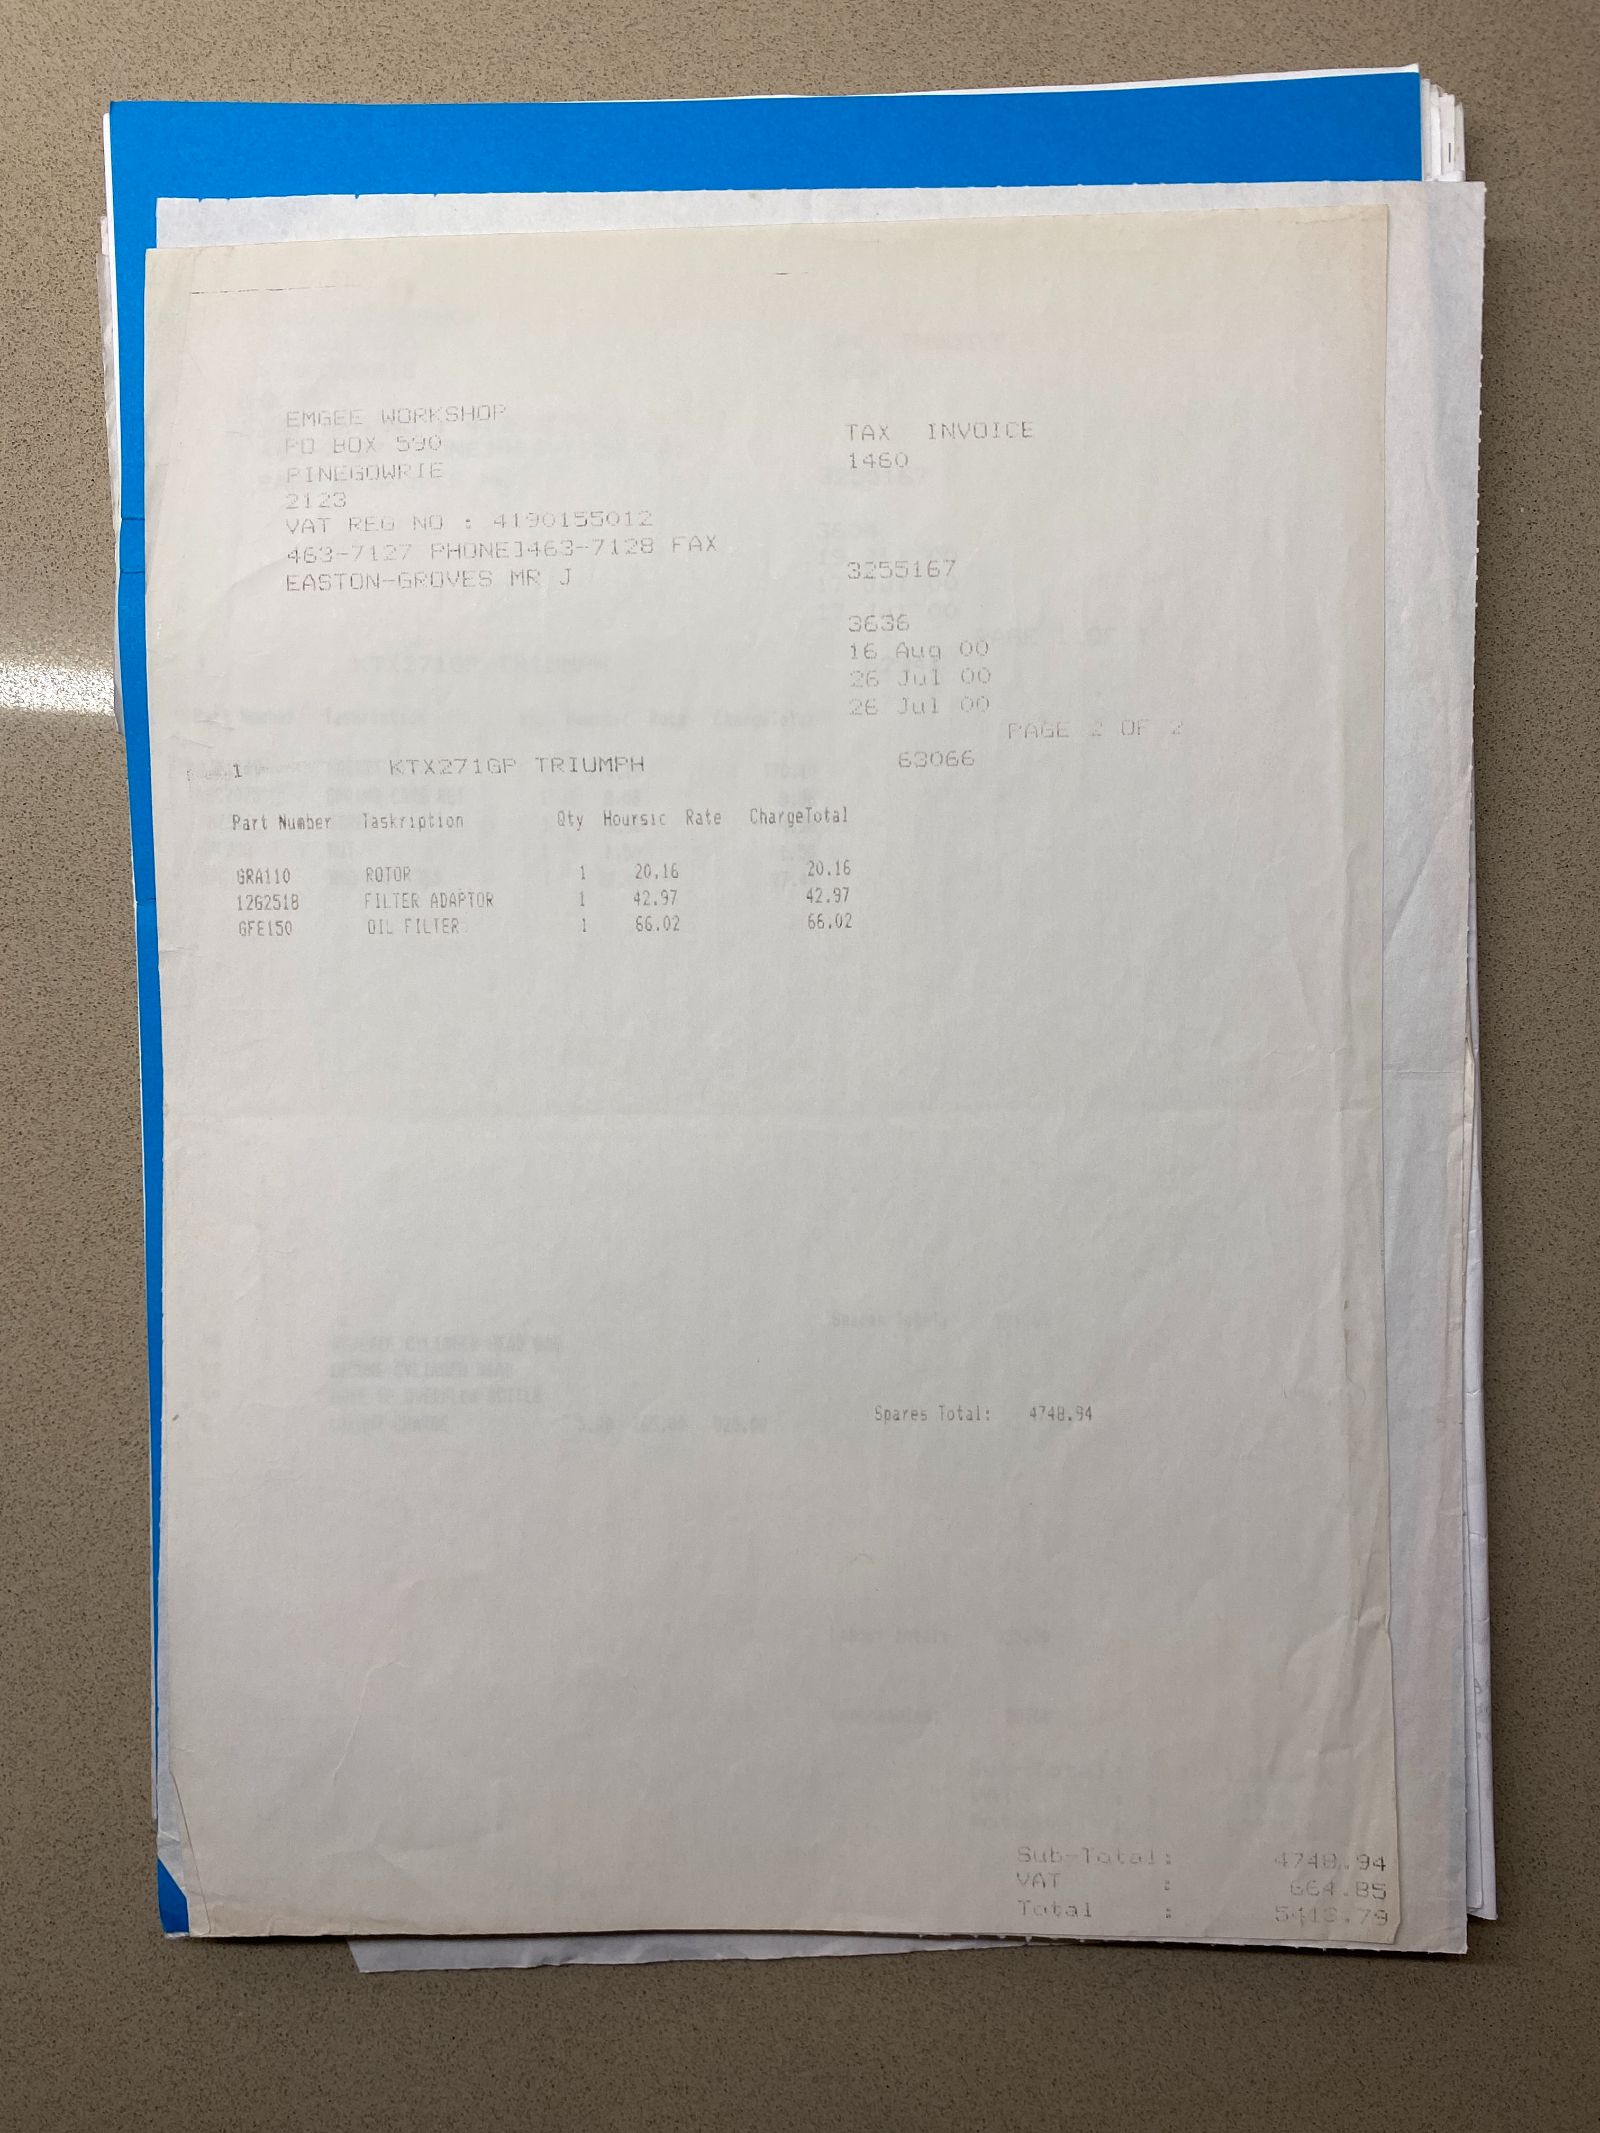 EMGEE WORKSHOP
PO BOX 590
PINEGOWRIE
2123
VAT REG NO : 4190155012
463-7127 PHONE]463-7128 FAX
EASTON-GROVES MR J
TAX INVOICE
1460
3255167
3636
16 Aug 00
26 Jul 00
26 Jul 00
PAGE 2 OF 2
1 KTX271GP TRIUMPH 63066
Part Number Taskription Qty Hoursic Rate ChargeTotal
GRA110 ROTOR 1 20.16 20.16
12G2518 FILTER ADAPTOR 1 42.97 42.97
GFE150 OIL FILTER 1 66.02 66.02
Spares Total: 4748.94
Sub-Total: 4748.94
VAT : 664.85
Total : 5413.79